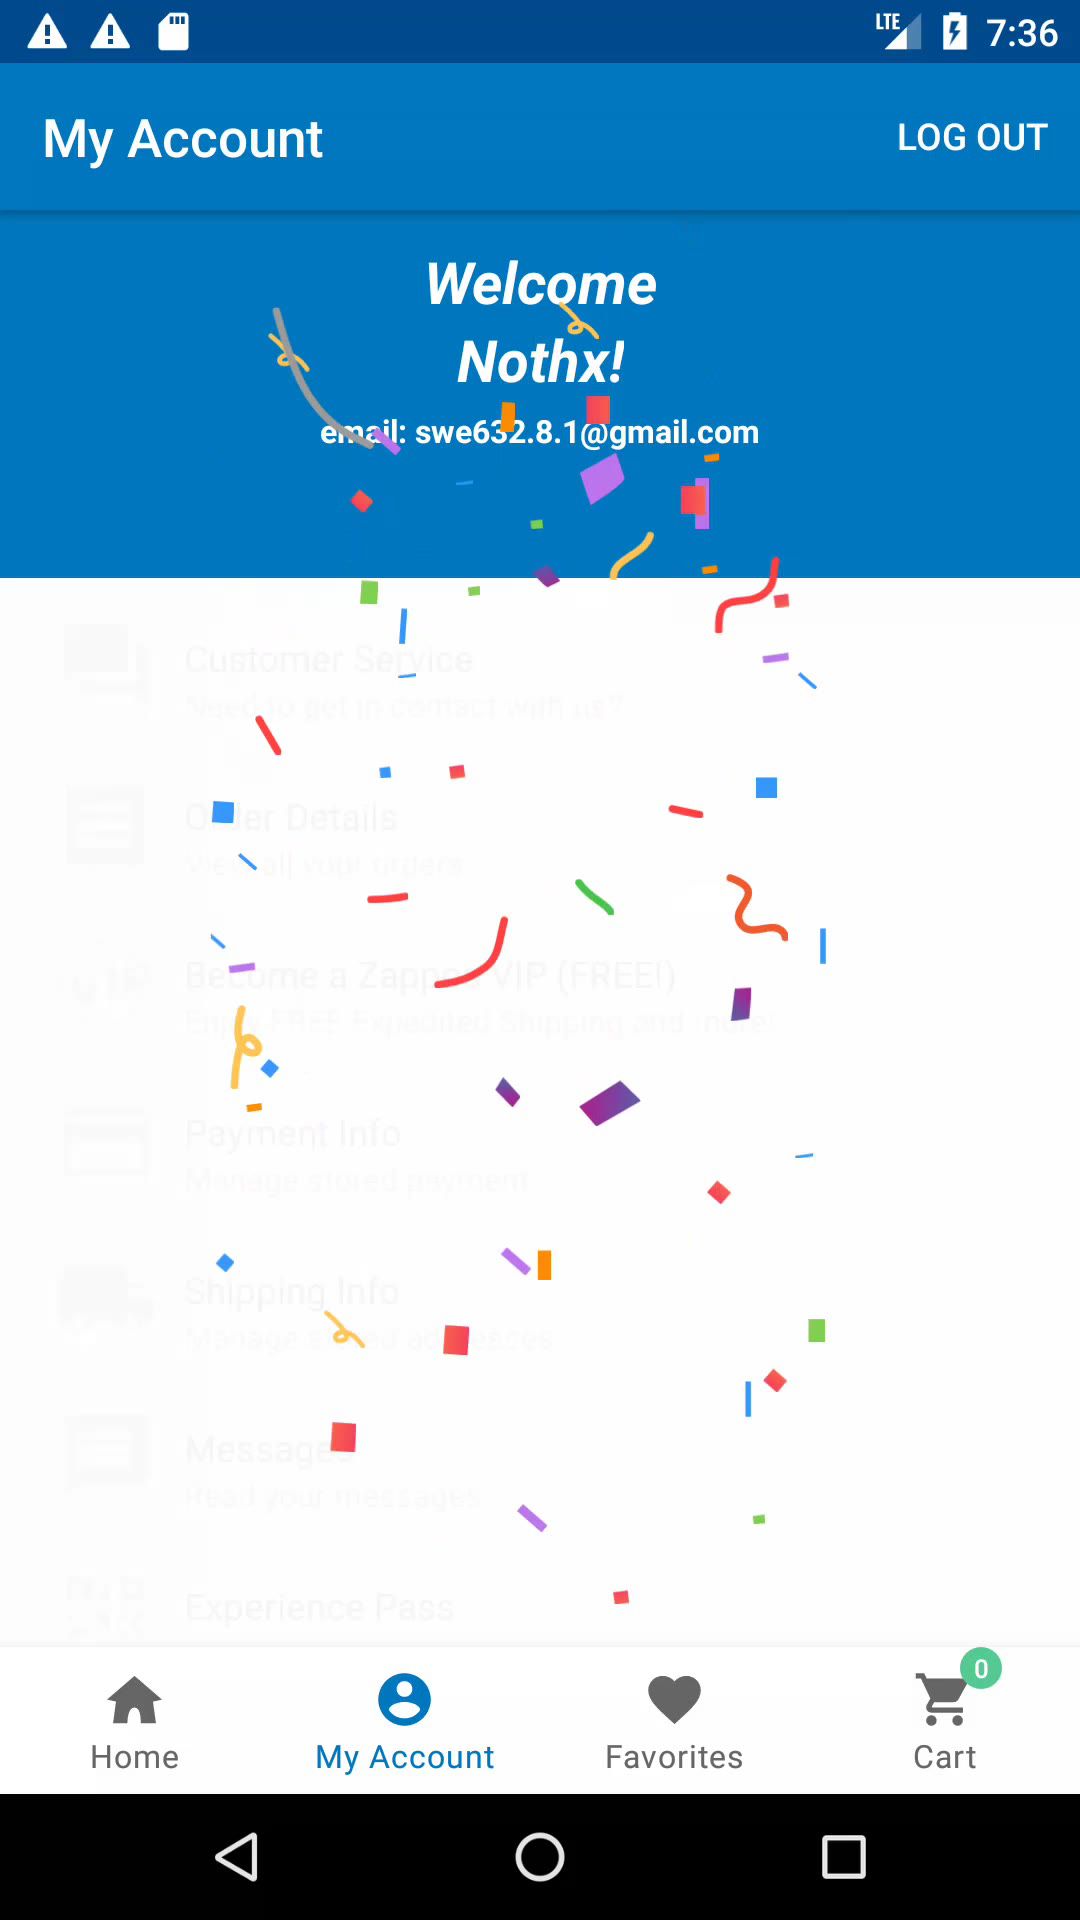 LTE 7:36
My Account LOG OUT
Welcome
Nothx!
email: swe632.8.1@gmail.com
Customer Service
Need to get in contact with us?
Order Details
View all your orders
VIP
Become a Zappos VIP (FREE!)
Enjoy FREE Expedited Shipping and more!
Payment Info
Manage stored payment
Shipping Info
Manage stored addresses
Messages
Read your messages
Experience Pass
0
Home My Account Favorites Cart